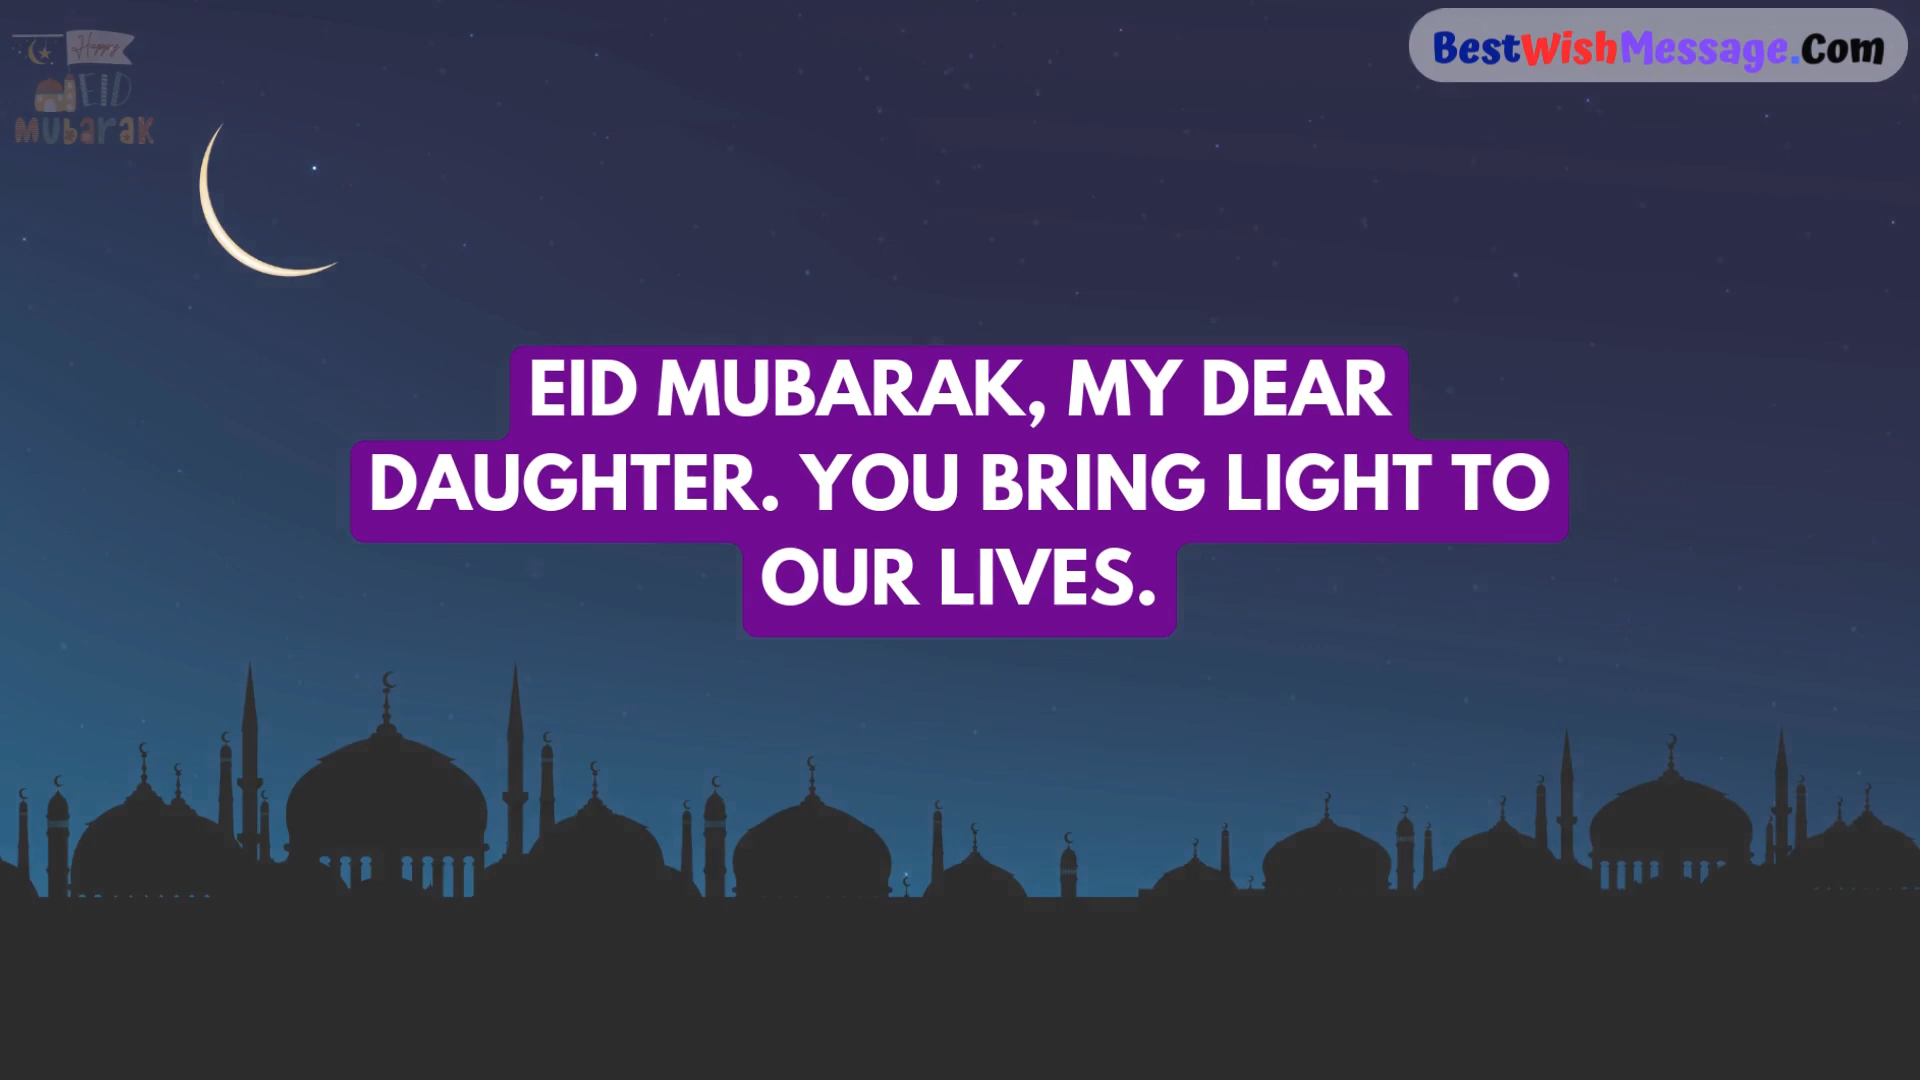 Happy
EID
Mubarak
BestWishMessage.Com
EID MUBARAK, MY DEAR
DAUGHTER. YOU BRING LIGHT TO
OUR LIVES.